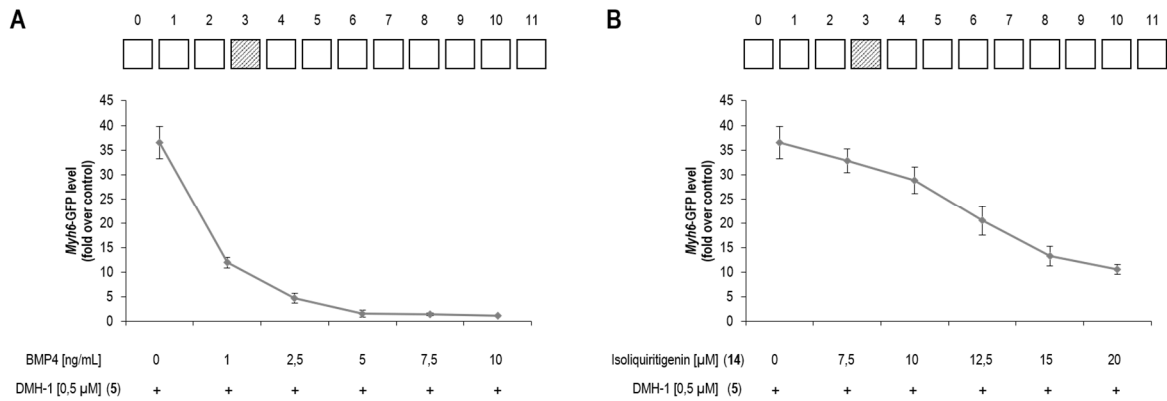 A
0 1 2 3 4 5 6 7 8 9 10 11
45
40
35
30
25
20
15
10
5
0
Myh6-GFP level
(fold over control)
BMP4 [ng/mL] 0 1 2,5 5 7,5 10
DMH-1 [0,5 µM] (5) + + + + + +
B
0 1 2 3 4 5 6 7 8 9 10 11
45
40
35
30
25
20
15
10
5
0
Myh6-GFP level
(fold over control)
Isoliquiritigenin [µM] (14) 0 7,5 10 12,5 15 20
DMH-1 [0,5 µM] (5) + + + + + +